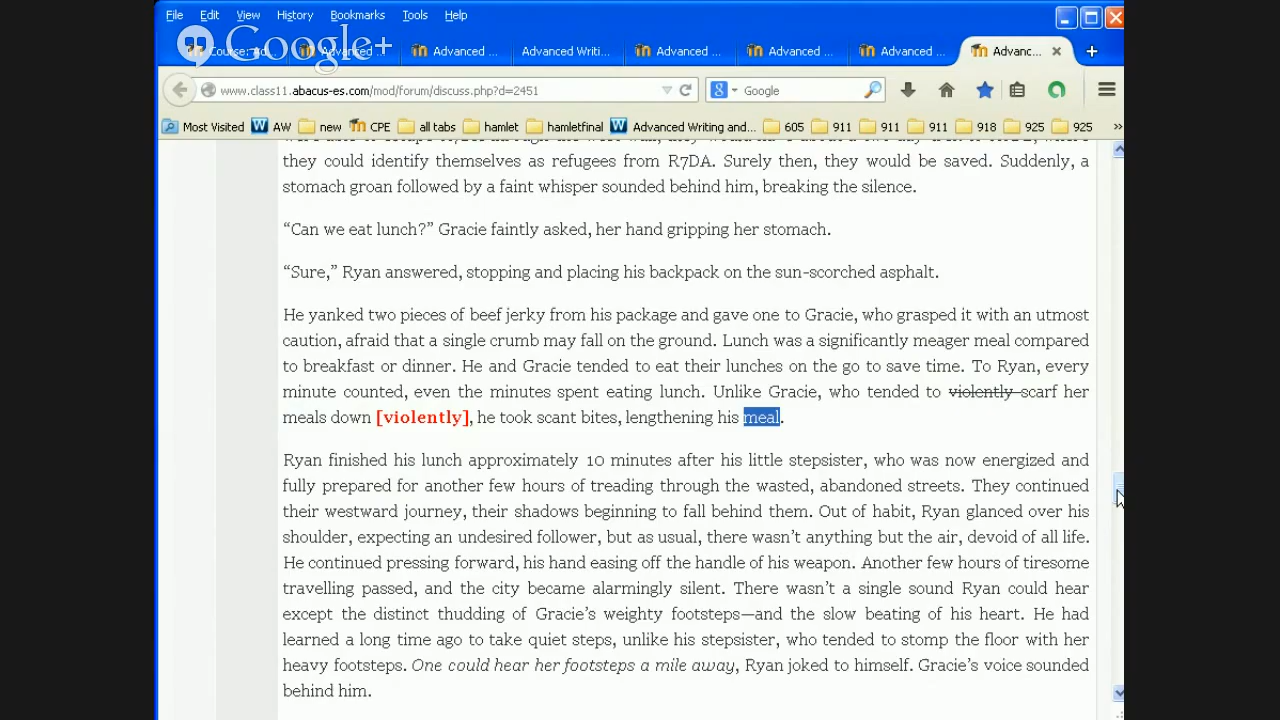 File Edit View History Bookmarks Tools Help
Google+
Advanced ... Advanced Writi... Advanced ... Advanced ... Advanced ... Advanc...
www.class11.abacus-es.com/mod/forum/discuss.php?d=2451 Google
Most Visited AW new CPE all tabs hamlet hamletfinal Advanced Writing and... 605 911 911 911 918 925 925 »
they could identify themselves as refugees from R7DA. Surely then, they would be saved. Suddenly, a
stomach groan followed by a faint whisper sounded behind him, breaking the silence.
“Can we eat lunch?” Gracie faintly asked, her hand gripping her stomach.
“Sure,” Ryan answered, stopping and placing his backpack on the sun-scorched asphalt.
He yanked two pieces of beef jerky from his package and gave one to Gracie, who grasped it with an utmost
caution, afraid that a single crumb may fall on the ground. Lunch was a significantly meager meal compared
to breakfast or dinner. He and Gracie tended to eat their lunches on the go to save time. To Ryan, every
minute counted, even the minutes spent eating lunch. Unlike Gracie, who tended to violently scarf her
meals down [violently], he took scant bites, lengthening his meal.
Ryan finished his lunch approximately 10 minutes after his little stepsister, who was now energized and
fully prepared for another few hours of treading through the wasted, abandoned streets. They continued
their westward journey, their shadows beginning to fall behind them. Out of habit, Ryan glanced over his
shoulder, expecting an undesired follower, but as usual, there wasn’t anything but the air, devoid of all life.
He continued pressing forward, his hand easing off the handle of his weapon. Another few hours of tiresome
travelling passed, and the city became alarmingly silent. There wasn’t a single sound Ryan could hear
except the distinct thudding of Gracie’s weighty footsteps—and the slow beating of his heart. He had
learned a long time ago to take quiet steps, unlike his stepsister, who tended to stomp the floor with her
heavy footsteps. One could hear her footsteps a mile away, Ryan joked to himself. Gracie’s voice sounded
behind him.